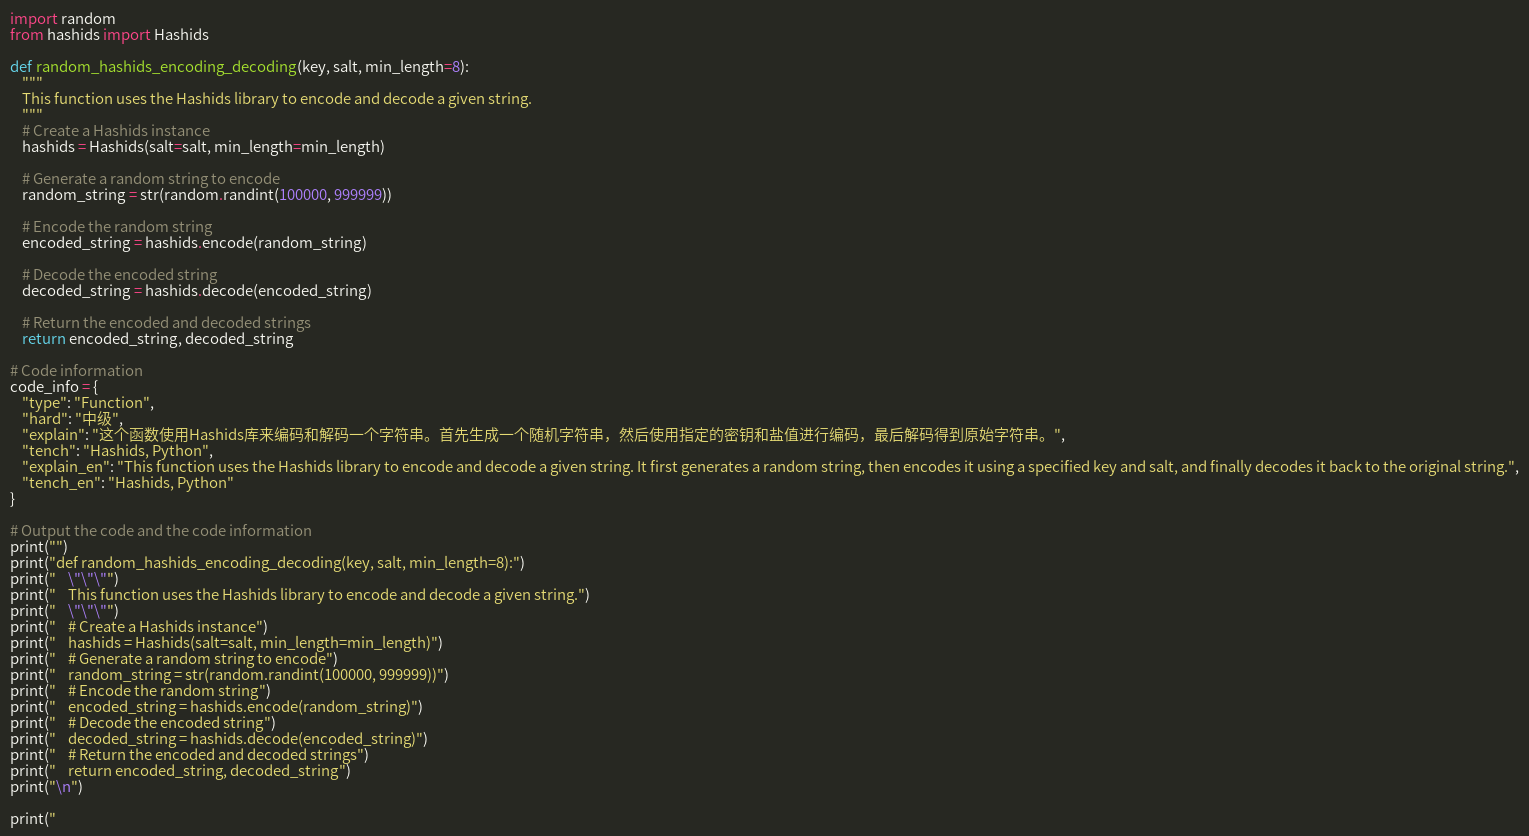 import random
from hashids import Hashids

def random_hashids_encoding_decoding(key, salt, min_length=8):
    """
    This function uses the Hashids library to encode and decode a given string.
    """
    # Create a Hashids instance
    hashids = Hashids(salt=salt, min_length=min_length)

    # Generate a random string to encode
    random_string = str(random.randint(100000, 999999))

    # Encode the random string
    encoded_string = hashids.encode(random_string)

    # Decode the encoded string
    decoded_string = hashids.decode(encoded_string)

    # Return the encoded and decoded strings
    return encoded_string, decoded_string

# Code information
code_info = {
    "type": "Function",
    "hard": "中级",
    "explain": "这个函数使用Hashids库来编码和解码一个字符串。首先生成一个随机字符串，然后使用指定的密钥和盐值进行编码，最后解码得到原始字符串。",
    "tench": "Hashids, Python",
    "explain_en": "This function uses the Hashids library to encode and decode a given string. It first generates a random string, then encodes it using a specified key and salt, and finally decodes it back to the original string.",
    "tench_en": "Hashids, Python"
}

# Output the code and the code information
print("")
print("def random_hashids_encoding_decoding(key, salt, min_length=8):")
print("    \"\"\"")
print("    This function uses the Hashids library to encode and decode a given string.")
print("    \"\"\"")
print("    # Create a Hashids instance")
print("    hashids = Hashids(salt=salt, min_length=min_length)")
print("    # Generate a random string to encode")
print("    random_string = str(random.randint(100000, 999999))")
print("    # Encode the random string")
print("    encoded_string = hashids.encode(random_string)")
print("    # Decode the encoded string")
print("    decoded_string = hashids.decode(encoded_string)")
print("    # Return the encoded and decoded strings")
print("    return encoded_string, decoded_string")
print("\n")

print("